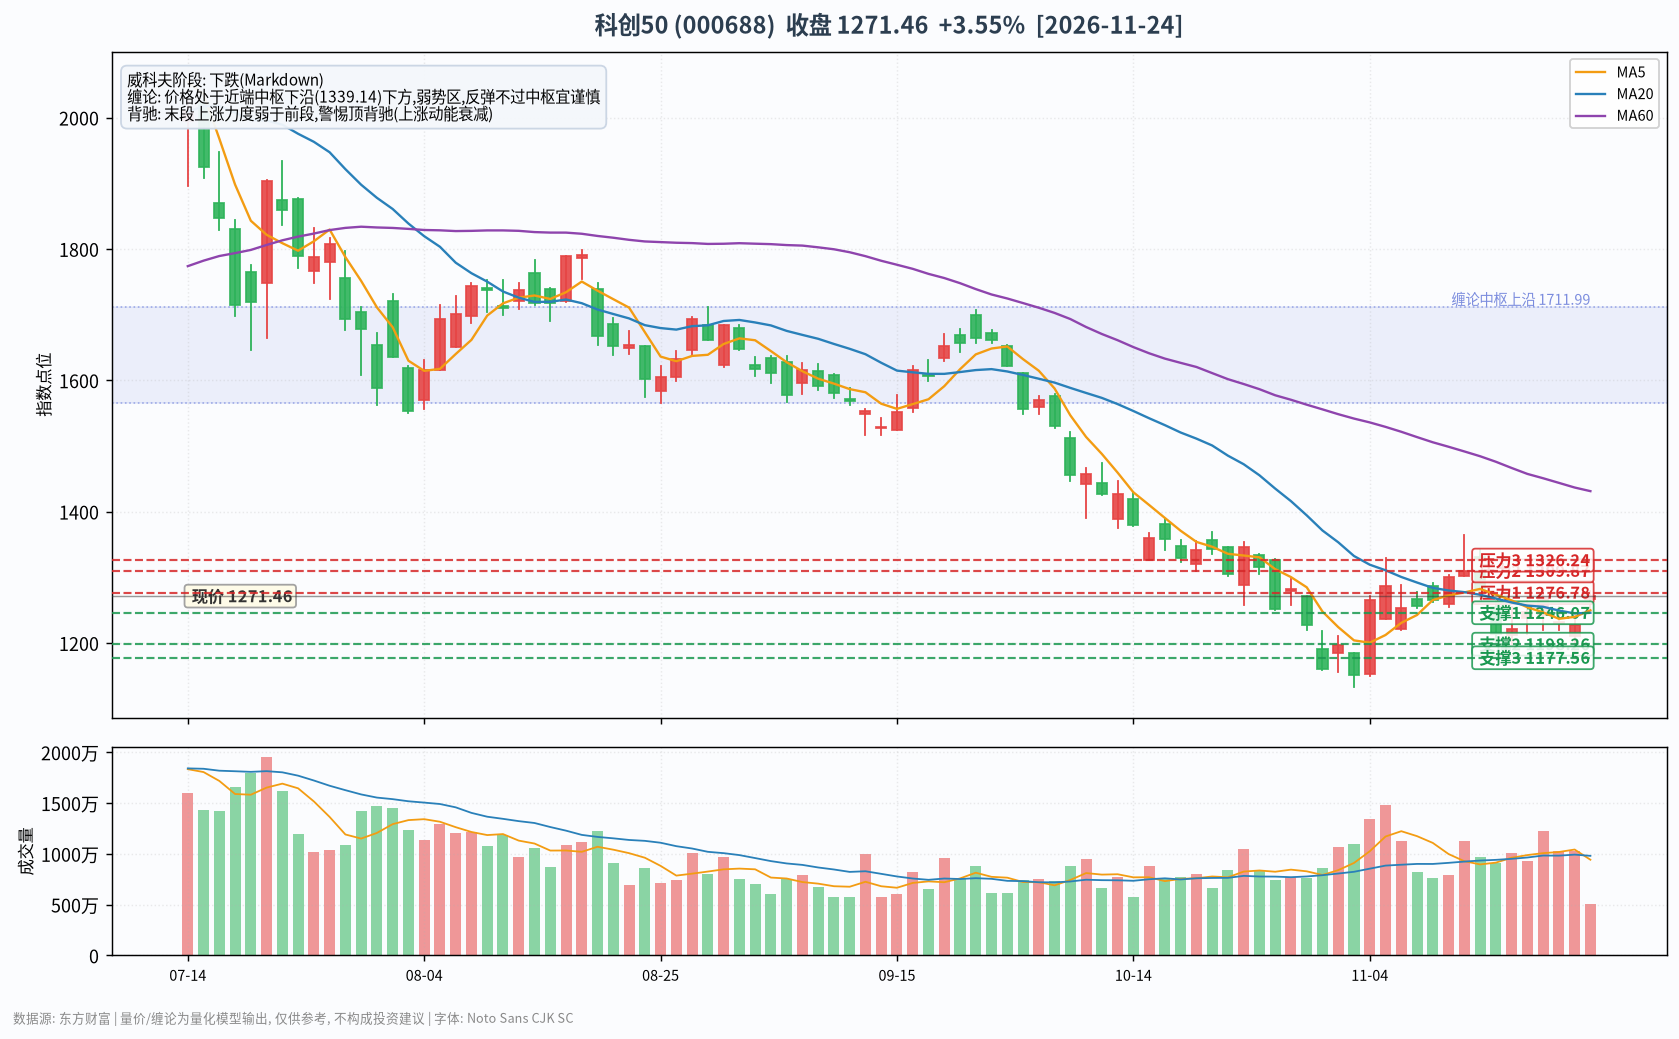 科创50 (000688) 收盘 1271.46 +3.55% [2026-11-24]
威科夫阶段: 下跌(Markdown)
缠论: 价格处于近端中枢下沿(1339.14)下方,弱势区,反弹不过中枢宜谨慎
背驰: 末段上涨力度弱于前段,警惕顶背驰(上涨动能衰减)
MA5
MA20
MA60
指数点位
2000
1800
1600
1400
1200
缠论中枢上沿 1711.99
压力3 1326.24
压力2 1309.87
压力1 1276.78
现价 1271.46
支撑1 1246.07
支撑3 1177.56
成交量
2000万
1500万
1000万
500万
0
07-14
08-04
08-25
09-15
10-14
11-04
数据源: 东方财富 | 量价/缠论为量化模型输出, 仅供参考, 不构成投资建议 | 字体: Noto Sans CJK SC